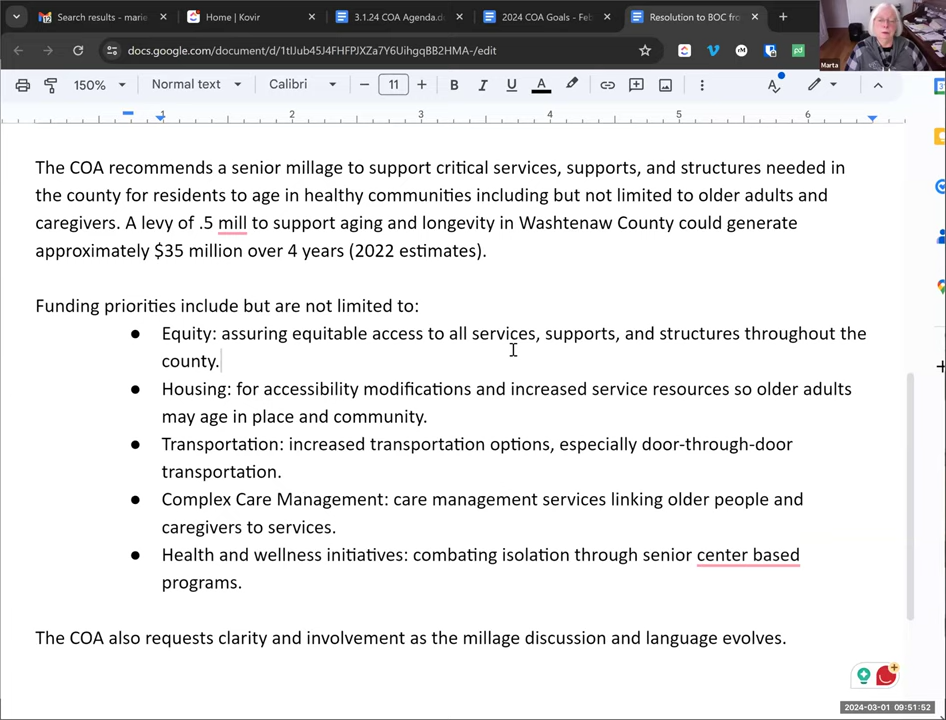 Search results - marie
Home | Kovir
3.1.24 COA Agenda.d
2024 COA Goals - Feb
Resolution to BOC fro
docs.google.com/document/d/1tIJub45J4FHFPJXZa7Y6UihgqBB2HMA-/edit
Marta
150%
Normal text
Calibri
11
B I U A
1 2 3 4 5 6
The COA recommends a senior millage to support critical services, supports, and structures needed in
the county for residents to age in healthy communities including but not limited to older adults and
caregivers. A levy of .5 mill to support aging and longevity in Washtenaw County could generate
approximately $35 million over 4 years (2022 estimates).
Funding priorities include but are not limited to:
● Equity: assuring equitable access to all services, supports, and structures throughout the
county.
● Housing: for accessibility modifications and increased service resources so older adults
may age in place and community.
● Transportation: increased transportation options, especially door-through-door
transportation.
● Complex Care Management: care management services linking older people and
caregivers to services.
● Health and wellness initiatives: combating isolation through senior center based
programs.
The COA also requests clarity and involvement as the millage discussion and language evolves.
2024-03-01 09:51:52